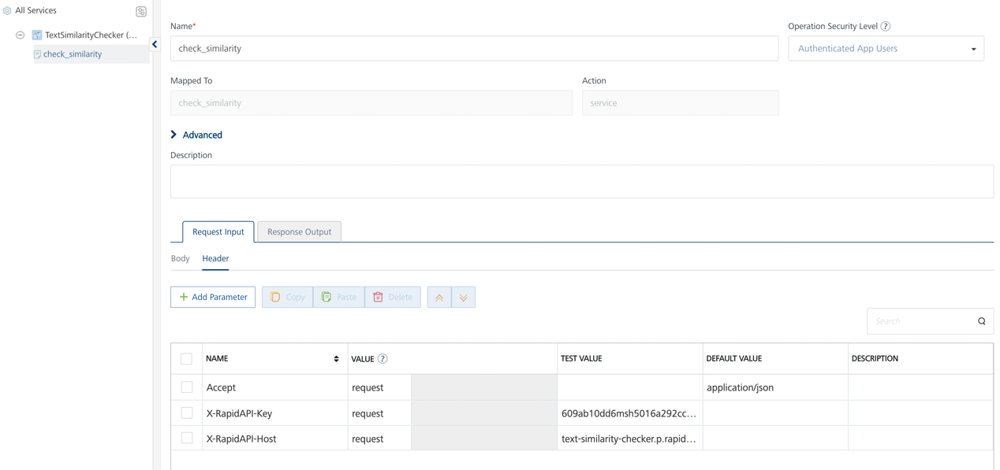 All Services
TextSimilarityChecker (...
check_similarity
Name*
Operation Security Level ?
check_similarity
Authenticated App Users
Mapped To
Action
check_similarity
service
Advanced
Description
Request Input
Response Output
Body
Header
+ Add Parameter
Copy
Paste
Delete
Search
NAME VALUE ? TEST VALUE DEFAULT VALUE DESCRIPTION
Accept request application/json
X-RapidAPI-Key request 609ab10dd6msh5016a292cc...
X-RapidAPI-Host request text-similarity-checker.p.rapid...